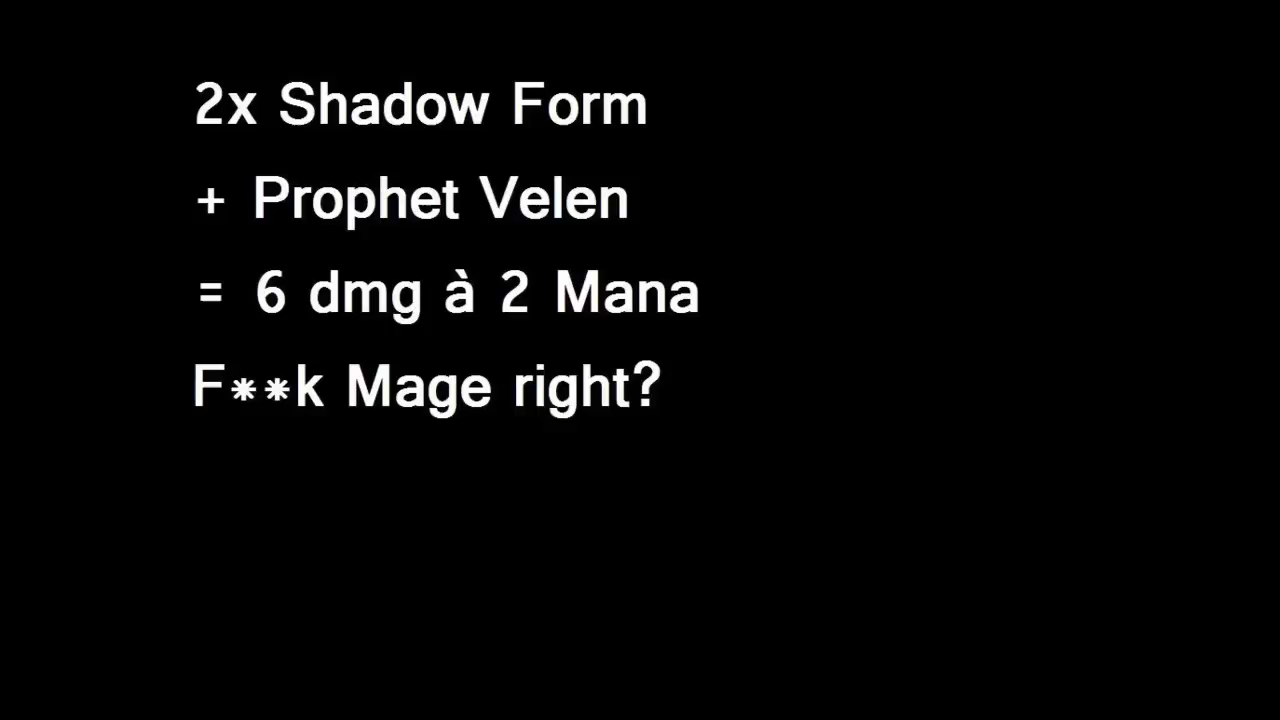 2x Shadow Form
+ Prophet Velen
= 6 dmg à 2 Mana
F**k Mage right?